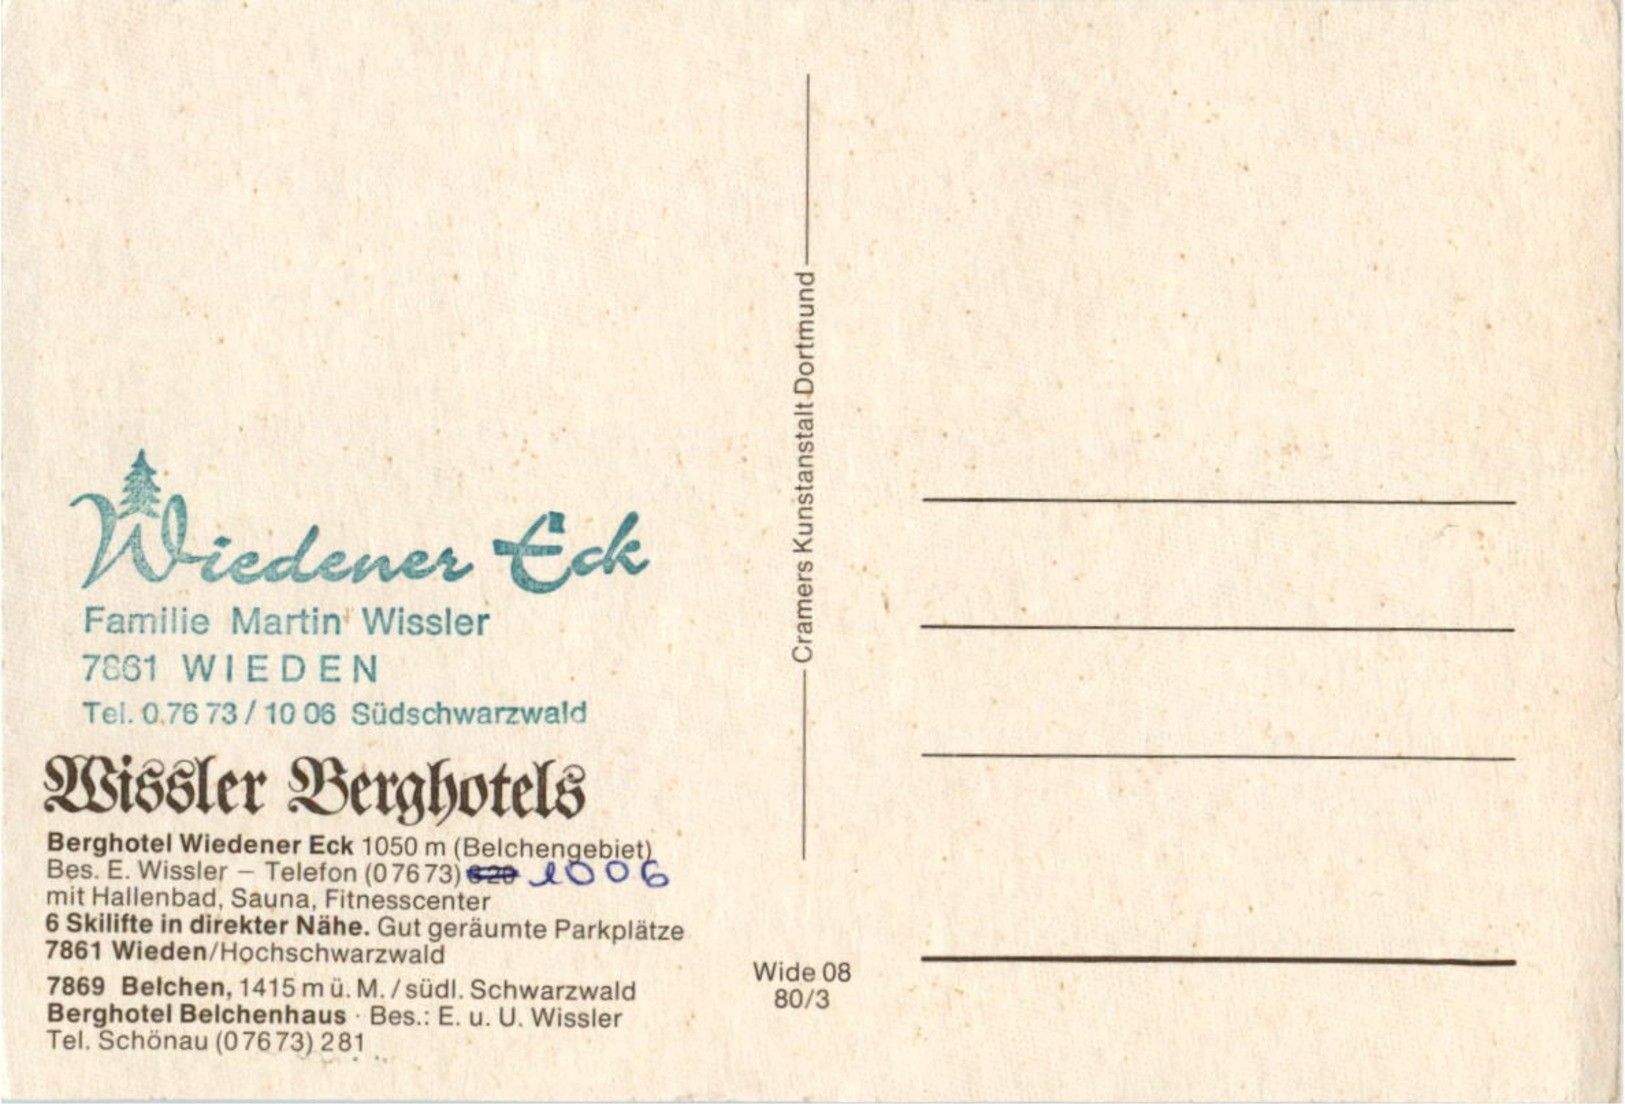 Wiedener Eck
Familie Martin Wissler
7861 WIEDEN
Tel. 0.76 73 / 10 06 Südschwarzwald
Wissler Berghotels
Berghotel Wiedener Eck 1050 m (Belchengebiet)
Bes. E. Wissler – Telefon (0 76 73) 1006
mit Hallenbad, Sauna, Fitnesscenter
6 Skilifte in direkter Nähe. Gut geräumte Parkplätze
7861 Wieden/Hochschwarzwald
7869 Belchen, 1415 m ü. M. / südl. Schwarzwald
Berghotel Belchenhaus · Bes.: E. u. U. Wissler
Tel. Schönau (0 76 73) 281
Cramers Kunstanstalt Dortmund
Wide 08
80/3